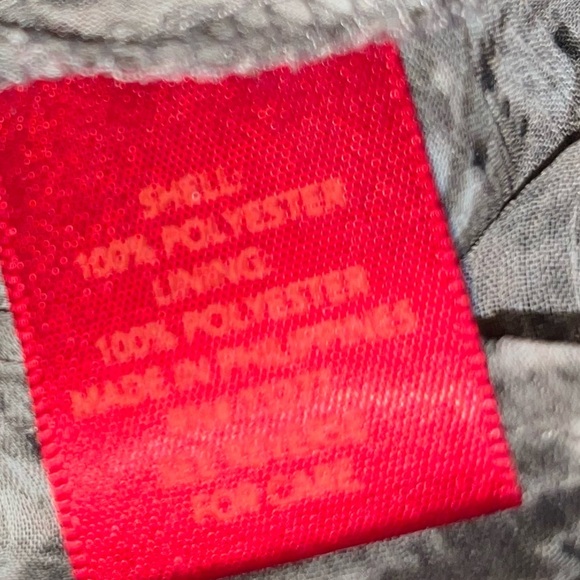 SHELL:
100% POLYESTER
LINING:
100% POLYESTER
MADE IN PHILIPPINES
FOR CARE